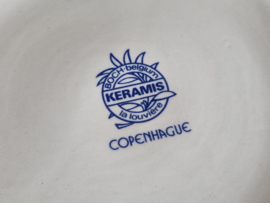 BOCH-belgium
KERAMIS
la louvière
COPENHAGUE